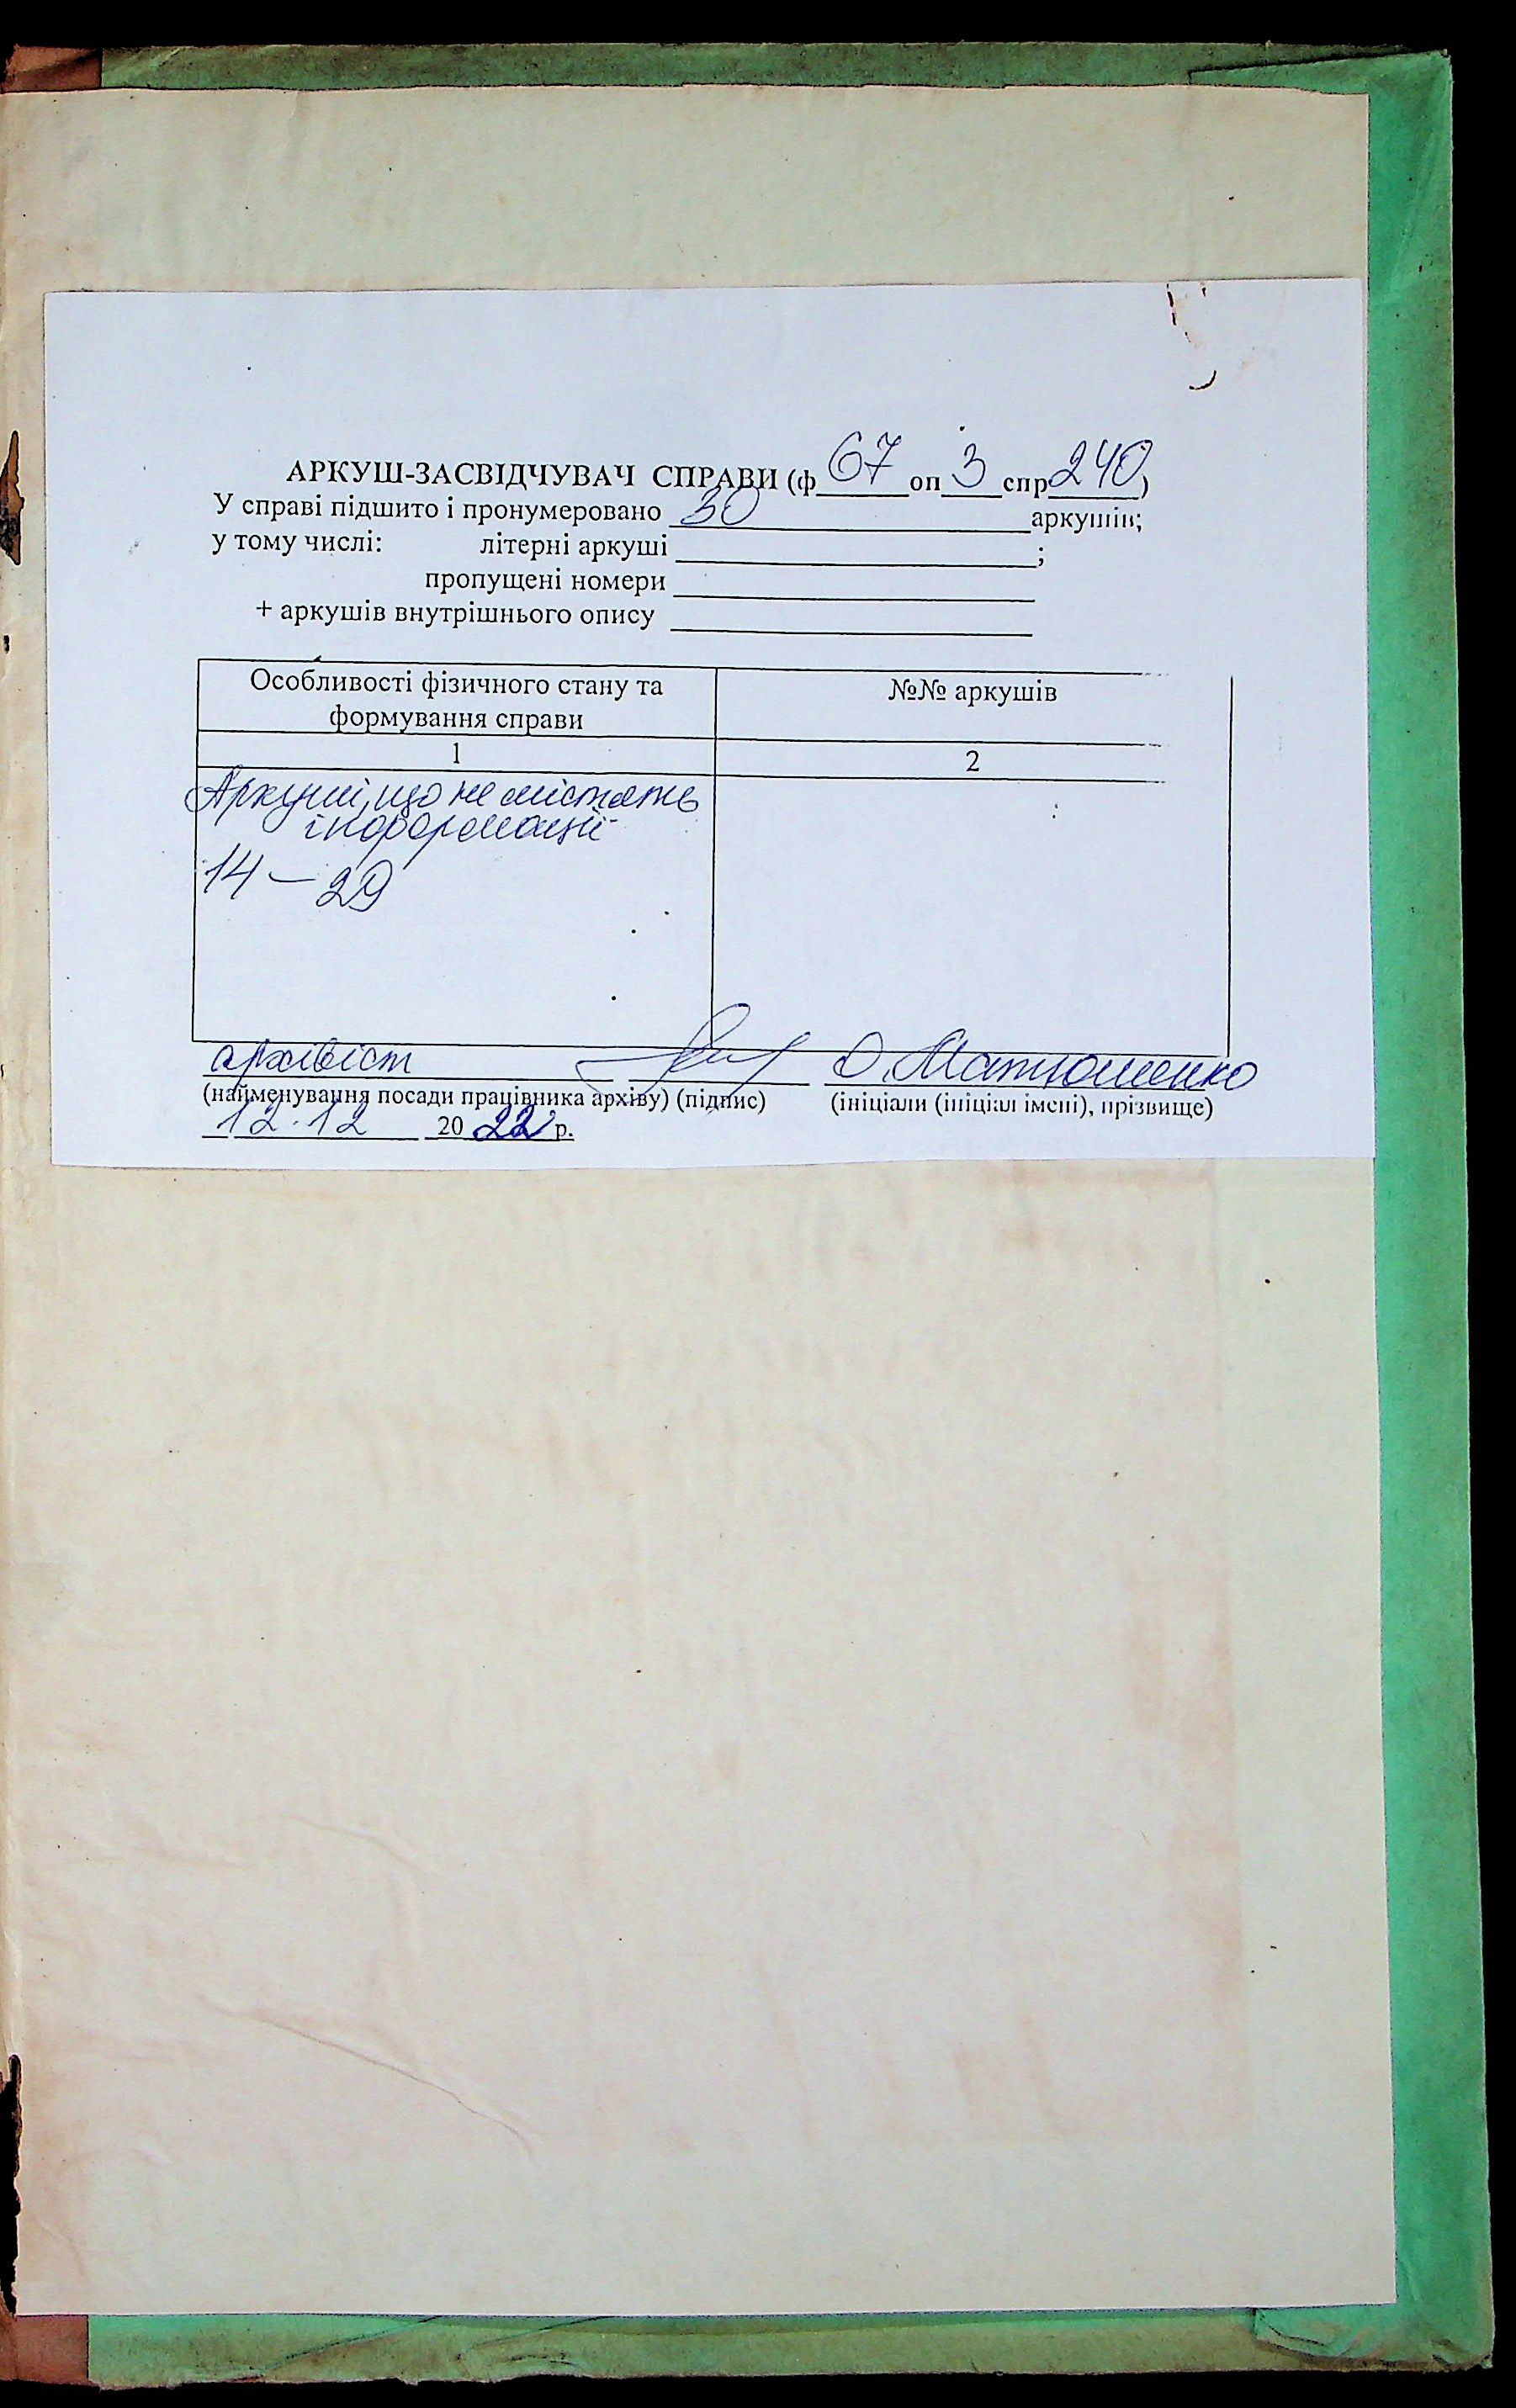 АРКУШ-ЗАСВІДЧУВАЧ СПРАВИ (ф 67 оп 3 спр 240)
У справі підшито і пронумеровано 30 аркушів;
у тому числі: літерні аркуші ;
пропущені номери
+ аркушів внутрішнього опису
Особливості фізичного стану та №№ аркушів
формування справи
1 2
Аркуші, що не містять
інформації
14 – 29
архівіст О. Матюшенко
(найменування посади працівника архіву) (підпис) (ініціали (ініціал імені), прізвище)
12.12 2022 р.